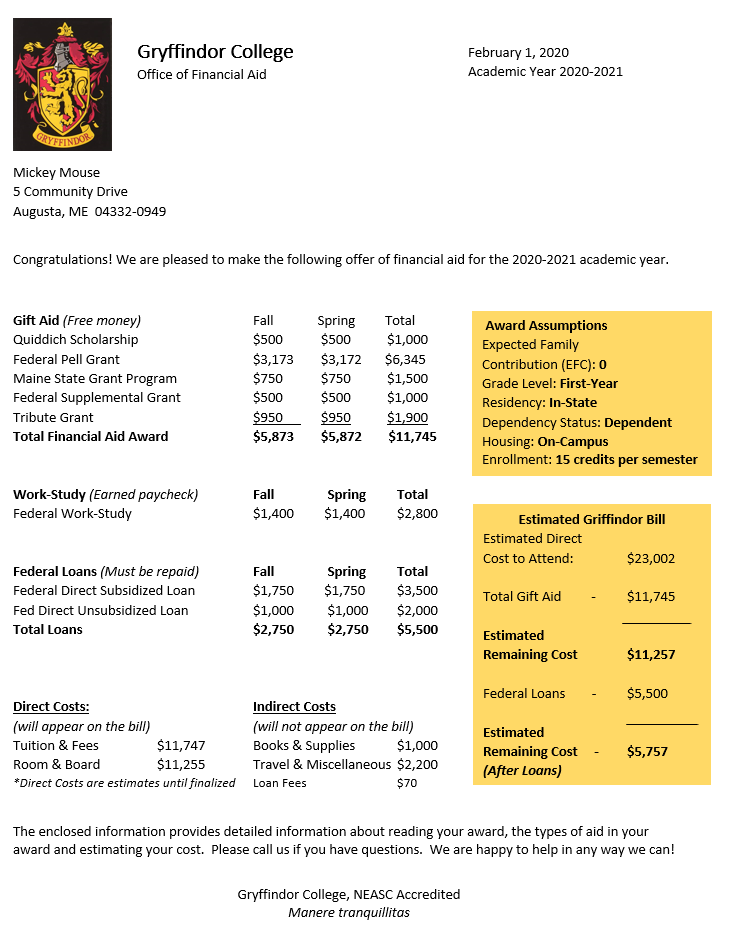 GRYFFINDOR
Gryffindor College
Office of Financial Aid
February 1, 2020
Academic Year 2020-2021
Mickey Mouse
5 Community Drive
Augusta, ME  04332-0949
Congratulations! We are pleased to make the following offer of financial aid for the 2020-2021 academic year.
Gift Aid (Free money) Fall Spring Total
Quiddich Scholarship $500 $500 $1,000
Federal Pell Grant $3,173 $3,172 $6,345
Maine State Grant Program $750 $750 $1,500
Federal Supplemental Grant $500 $500 $1,000
Tribute Grant $950 $950 $1,900
Total Financial Aid Award $5,873 $5,872 $11,745
Work-Study (Earned paycheck) Fall Spring Total
Federal Work-Study $1,400 $1,400 $2,800
Federal Loans (Must be repaid) Fall Spring Total
Federal Direct Subsidized Loan $1,750 $1,750 $3,500
Fed Direct Unsubsidized Loan $1,000 $1,000 $2,000
Total Loans $2,750 $2,750 $5,500
Award Assumptions
Expected Family
Contribution (EFC): 0
Grade Level: First-Year
Residency: In-State
Dependency Status: Dependent
Housing: On-Campus
Enrollment: 15 credits per semester
Estimated Griffindor Bill
Estimated Direct
Cost to Attend: $23,002
Total Gift Aid - $11,745
Estimated
Remaining Cost $11,257
Federal Loans - $5,500
Estimated
Remaining Cost - $5,757
(After Loans)
Direct Costs:
(will appear on the bill)
Tuition & Fees $11,747
Room & Board $11,255
*Direct Costs are estimates until finalized
Indirect Costs
(will not appear on the bill)
Books & Supplies $1,000
Travel & Miscellaneous $2,200
Loan Fees $70
The enclosed information provides detailed information about reading your award, the types of aid in your
award and estimating your cost.  Please call us if you have questions.  We are happy to help in any way we can!
Gryffindor College, NEASC Accredited
Manere tranquillitas